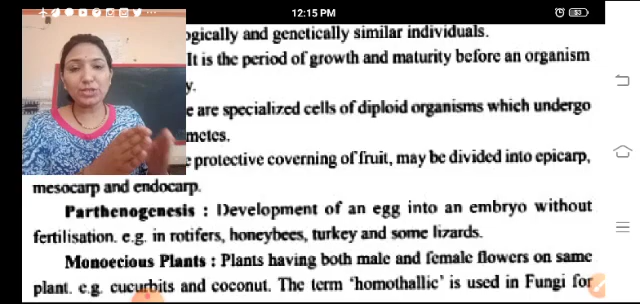 12:15 PM
53
ogically and genetically similar individuals.
It is the period of growth and maturity before an organism
y.
e are specialized cells of diploid organisms which undergo
metes.
e protective coverning of fruit, may be divided into epicarp,
mesocarp and endocarp.
Parthenogenesis : Development of an egg into an embryo without
fertilisation. e.g. in rotifers, honeybees, turkey and some lizards.
Monoecious Plants : Plants having both male and female flowers on same
plant. e.g. cucurbits and coconut. The term ‘homothallic’ is used in Fungi for